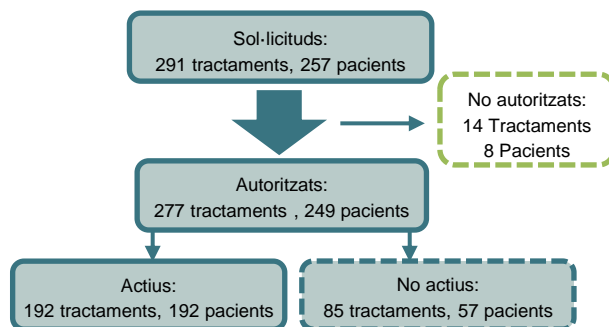 Sol·licituds:
291 tractaments, 257 pacients
No autoritzats:
14 Tractaments
8 Pacients
Autoritzats:
277 tractaments , 249 pacients
Actius:
192 tractaments, 192 pacients
No actius:
85 tractaments, 57 pacients